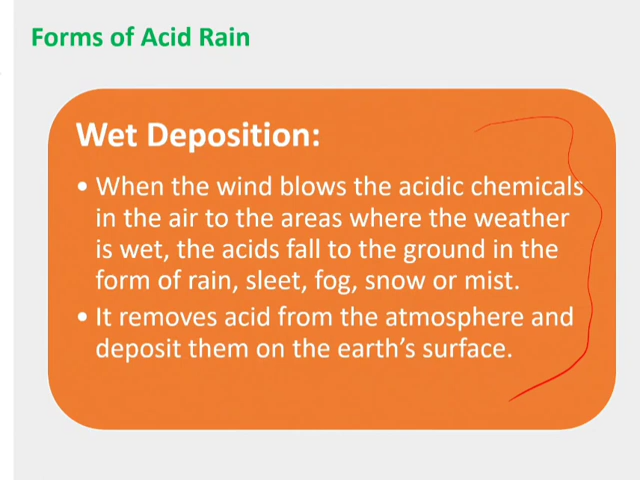 Forms of Acid Rain
Wet Deposition:
• When the wind blows the acidic chemicals
in the air to the areas where the weather
is wet, the acids fall to the ground in the
form of rain, sleet, fog, snow or mist.
• It removes acid from the atmosphere and
deposit them on the earth's surface.